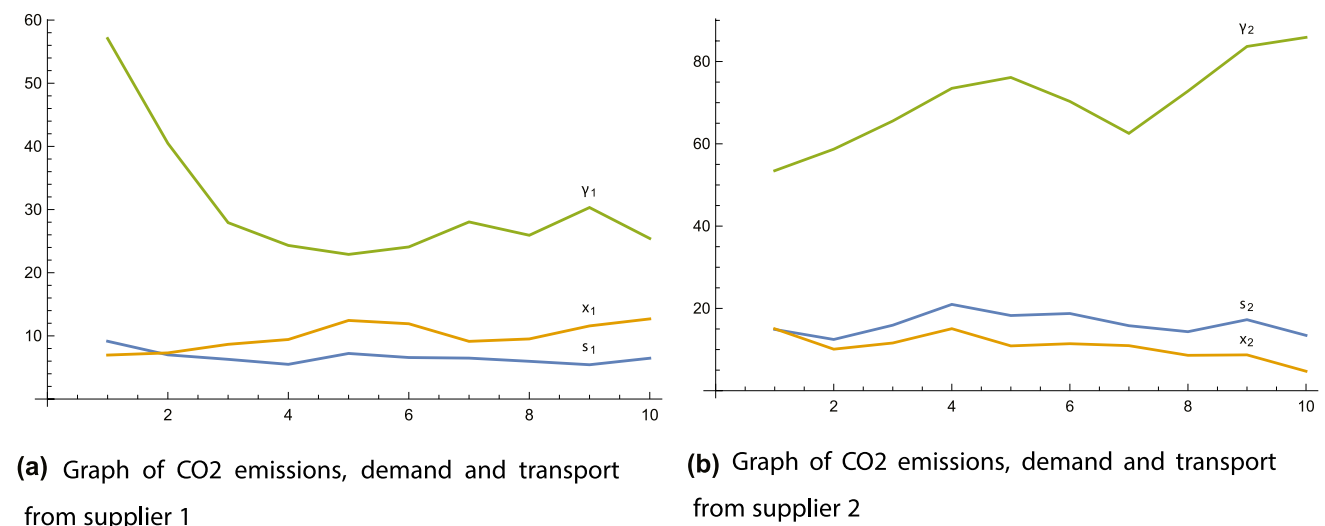 60
50
40
30
20
10
γ1
x1
s1
2 4 6 8 10
(a) Graph of CO2 emissions, demand and transport
from supplier 1
80
60
40
20
γ2
s2
x2
2 4 6 8 10
(b) Graph of CO2 emissions, demand and transport
from supplier 2